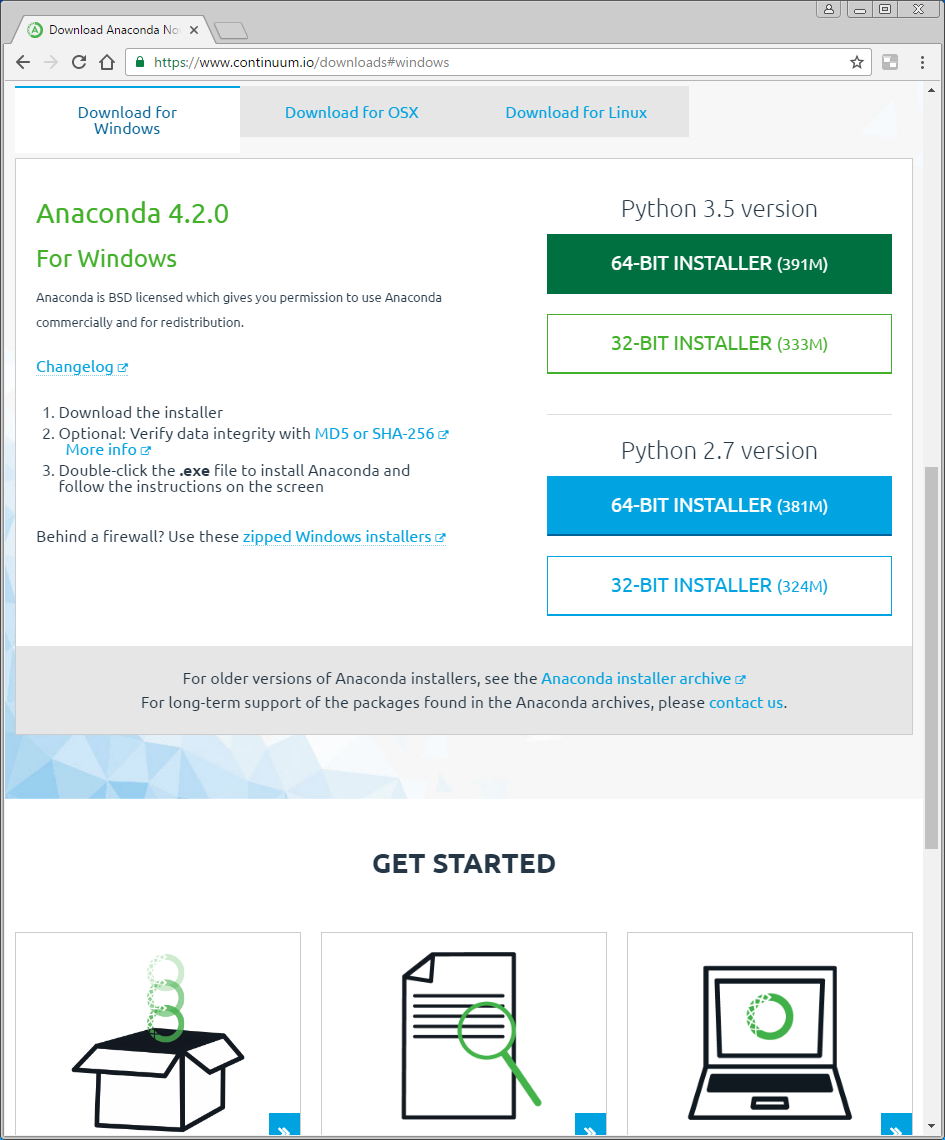 Download Anaconda No
https://www.continuum.io/downloads#windows
Download for
Windows
Download for OSX
Download for Linux
Anaconda 4.2.0
For Windows
Anaconda is BSD licensed which gives you permission to use Anaconda
commercially and for redistribution.
Changelog
1. Download the installer
2. Optional: Verify data integrity with MD5 or SHA-256
More info
3. Double-click the .exe file to install Anaconda and
follow the instructions on the screen
Behind a firewall? Use these zipped Windows installers
Python 3.5 version
64-BIT INSTALLER (391M)
32-BIT INSTALLER (333M)
Python 2.7 version
64-BIT INSTALLER (381M)
32-BIT INSTALLER (324M)
For older versions of Anaconda installers, see the Anaconda installer archive
For long-term support of the packages found in the Anaconda archives, please contact us.
GET STARTED